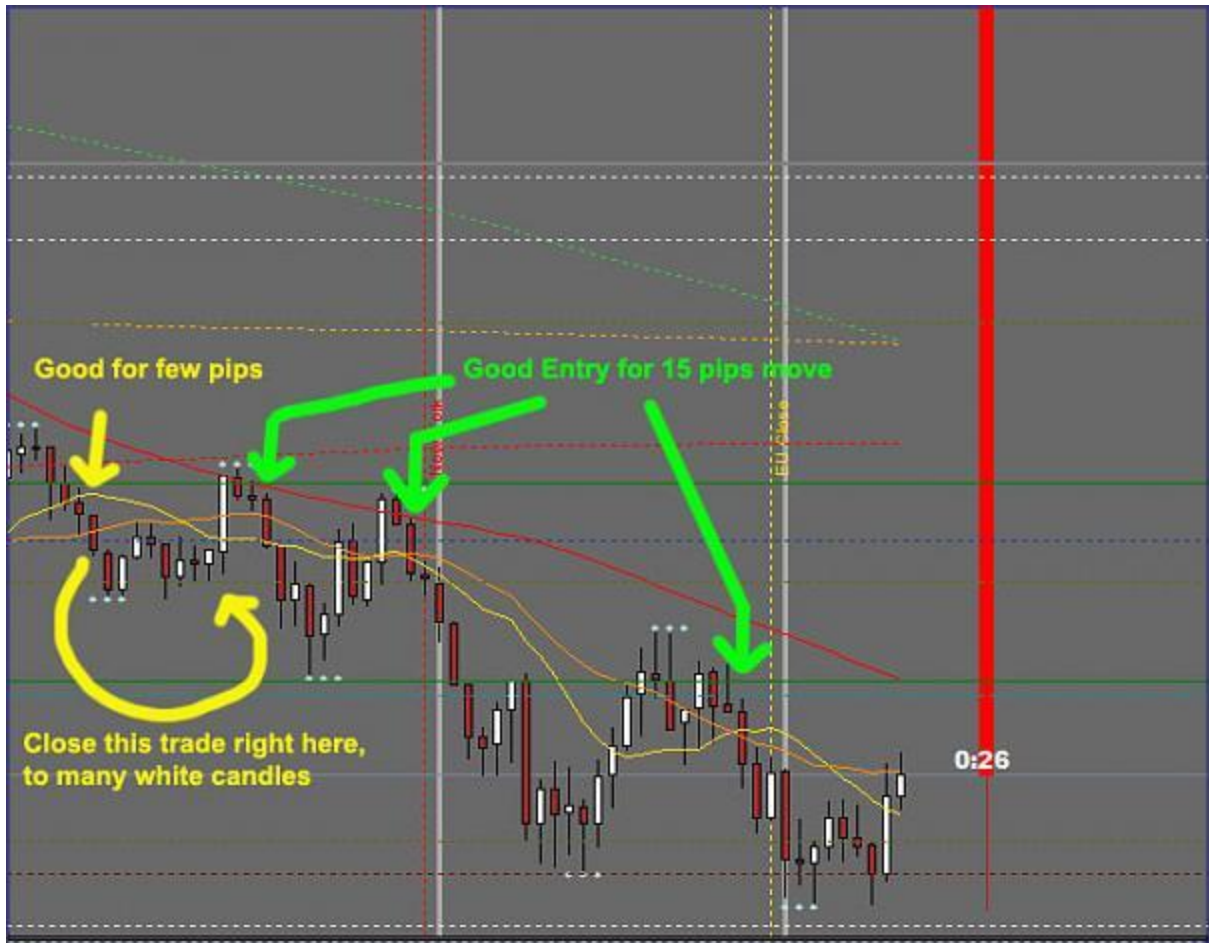 Good for few pips
Good Entry for 15 pips move
EU Close
0:26
Close this trade right here,
to many white candles